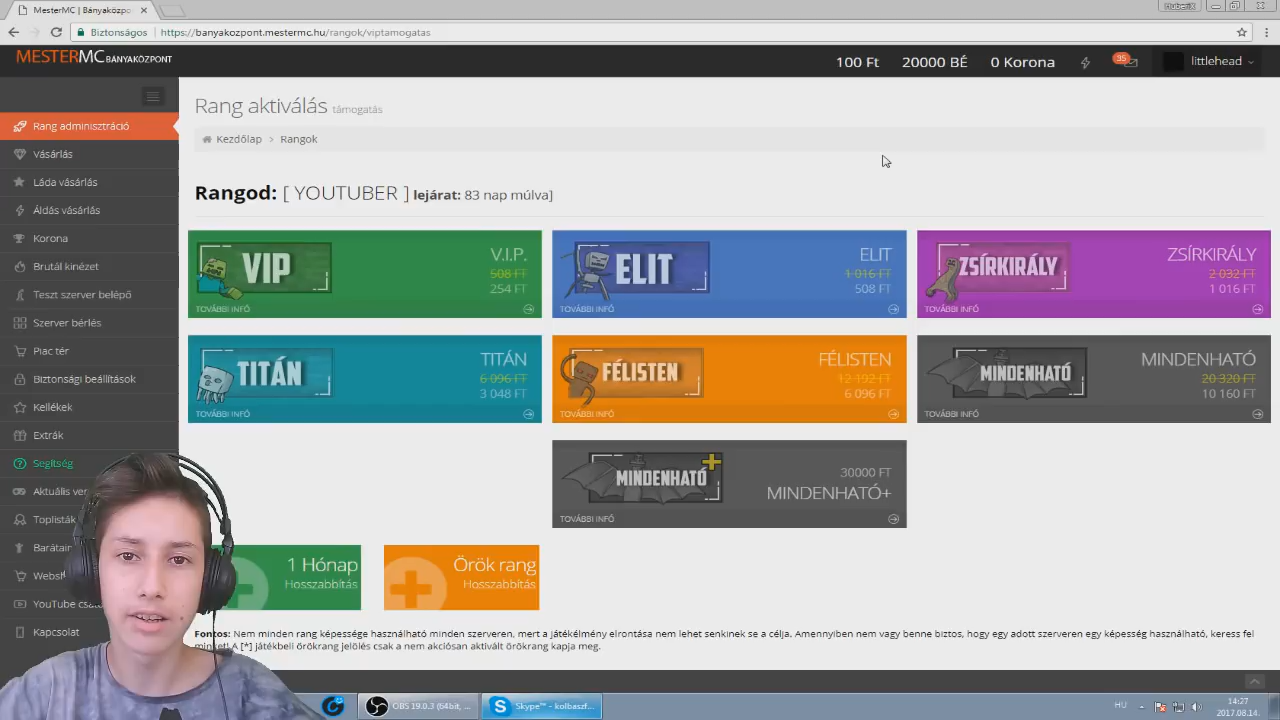 MesterMC | Bányaközpont
Biztonságos
https://banyakozpont.mestermc.hu/rangok/viptamogatas
MESTERMC BÁNYAKÖZPONT
100 Ft
20000 BÉ
0 Korona
95
littlehead
Rang adminisztráció
Vásárlás
Láda vásárlás
Áldás vásárlás
Korona
Brutál kinézet
Teszt szerver belépő
Szerver bérlés
Piac tér
Biztonsági beállítások
Kellékek
Extrák
Segítség
Aktuális ver
Toplisták
Barátain
YouTube csato
Kapcsolat
Rang aktiválás támogatás
Kezdőlap > Rangok
Rangod: [ YOUTUBER ] lejárat: 83 nap múlva]
VIP
V.I.P.
508 FT
254 FT
TOVÁBBI INFÓ
ELIT
ELIT
1 016 FT
508 FT
TOVÁBBI INFÓ
ZSÍRKIRÁLY
ZSÍRKIRÁLY
2 032 FT
1 016 FT
TOVÁBBI INFÓ
TITÁN
TITÁN
6 096 FT
3 048 FT
TOVÁBBI INFÓ
FÉLISTEN
FÉLISTEN
12 192 FT
6 096 FT
TOVÁBBI INFÓ
MINDENHATÓ
MINDENHATÓ
20 320 FT
10 160 FT
TOVÁBBI INFÓ
MINDENHATÓ+
30000 FT
MINDENHATÓ+
TOVÁBBI INFÓ
1 Hónap
Hosszabbítás
Örök rang
Hosszabbítás
Fontos: Nem minden rang képessége használható minden szerveren, mert a játékélmény elrontása nem lehet senkinek se a célja. Amennyiben nem vagy benne biztos, hogy egy adott szerveren egy képesség használható, keress fel
minket! A [*] játékbeli örökrang jelölés csak a nem akciósan aktivált örökrang kapja meg.
OBS 19.0.3 (64bit, ...
Skype™ - kolbaszf...
HU
14:27
2017.08.14.